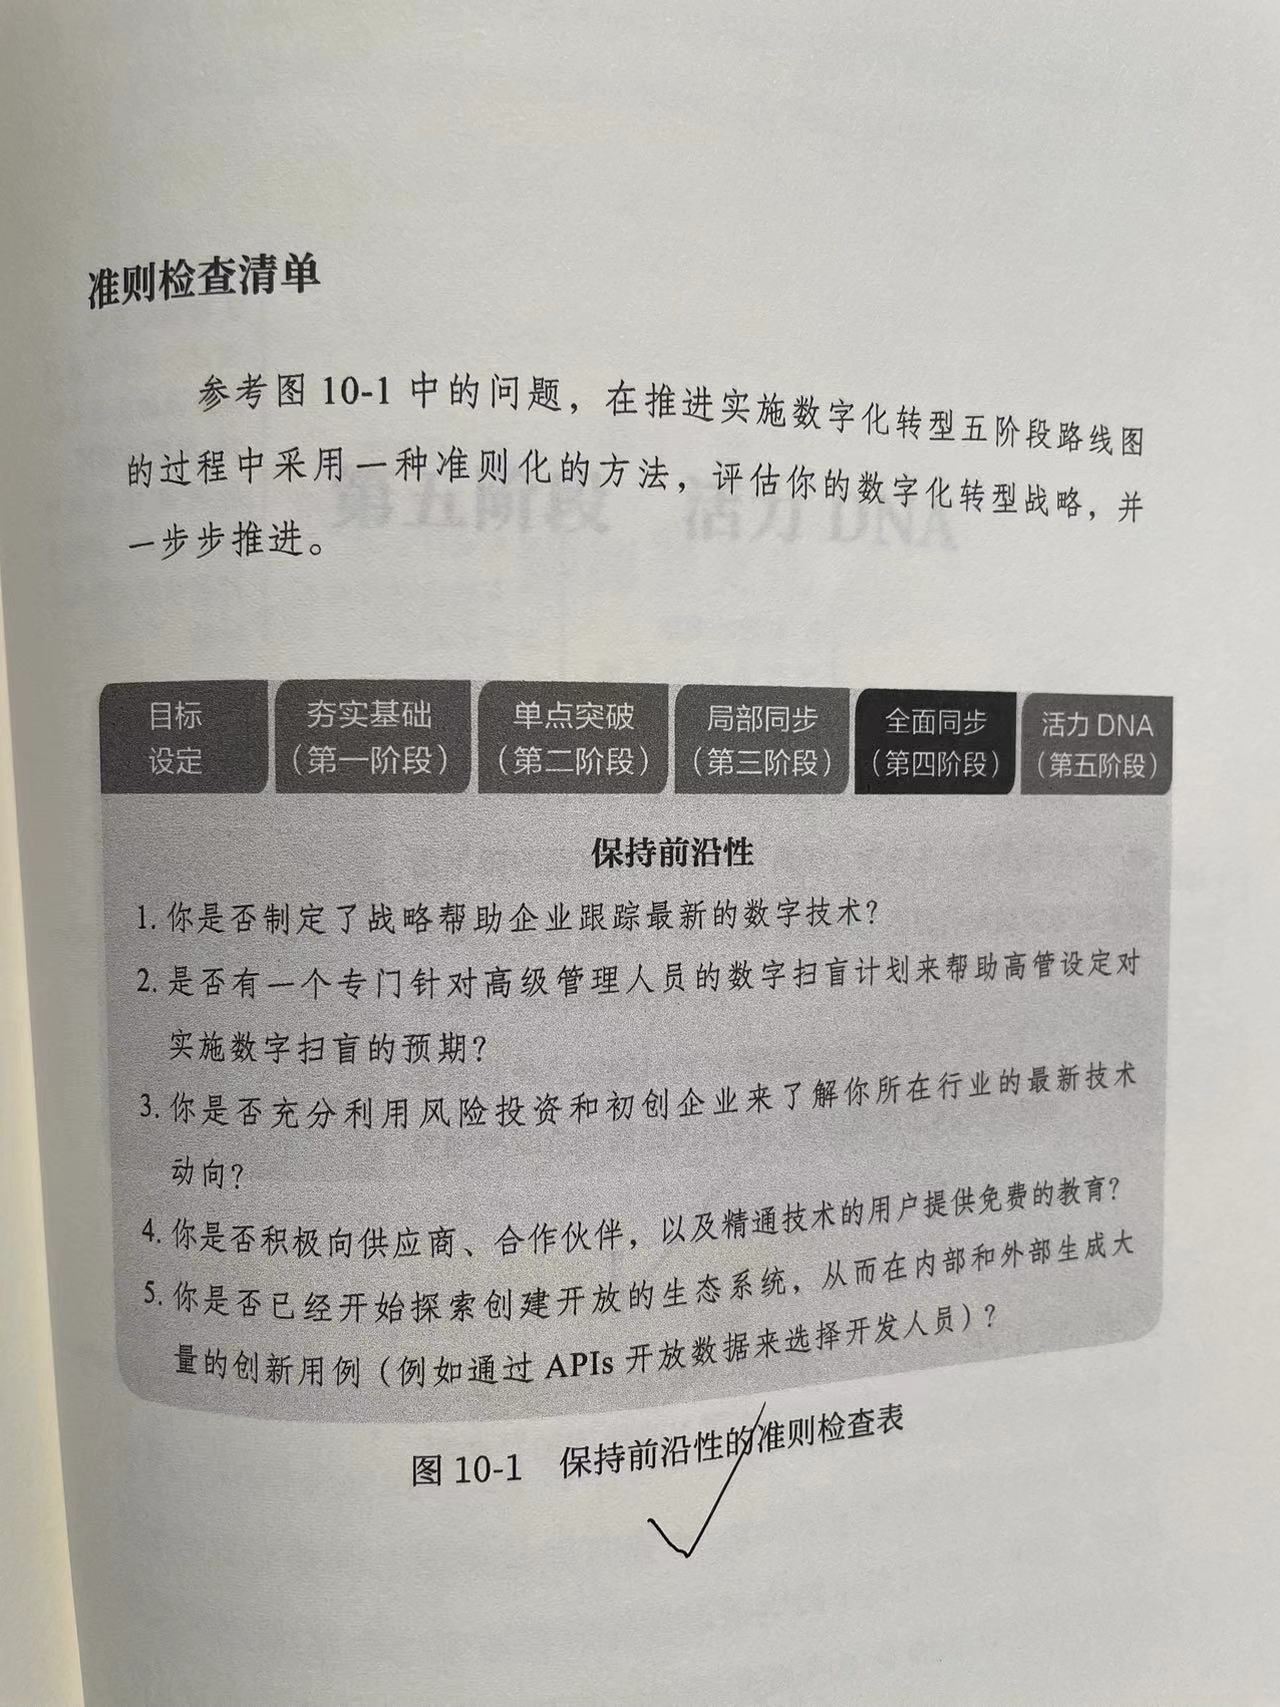 准则检查清单
参考图 10-1 中的问题，在推进实施数字化转型五阶段路线图
的过程中采用一种准则化的方法，评估你的数字化转型战略，并
一步步推进。
目标
设定
夯实基础
（第一阶段）
单点突破
（第二阶段）
局部同步
（第三阶段）
全面同步
（第四阶段）
活力 DNA
（第五阶段）
保持前沿性
1. 你是否制定了战略帮助企业跟踪最新的数字技术？
2. 是否有一个专门针对高级管理人员的数字扫盲计划来帮助高管设定对
实施数字扫盲的预期？
3. 你是否充分利用风险投资和初创企业来了解你所在行业的最新技术
动向？
4. 你是否积极向供应商、合作伙伴，以及精通技术的用户提供免费的教育？
5. 你是否已经开始探索创建开放的生态系统，从而在内部和外部生成大
量的创新用例（例如通过 APIs 开放数据来选择开发人员）？
图 10-1 保持前沿性的准则检查表